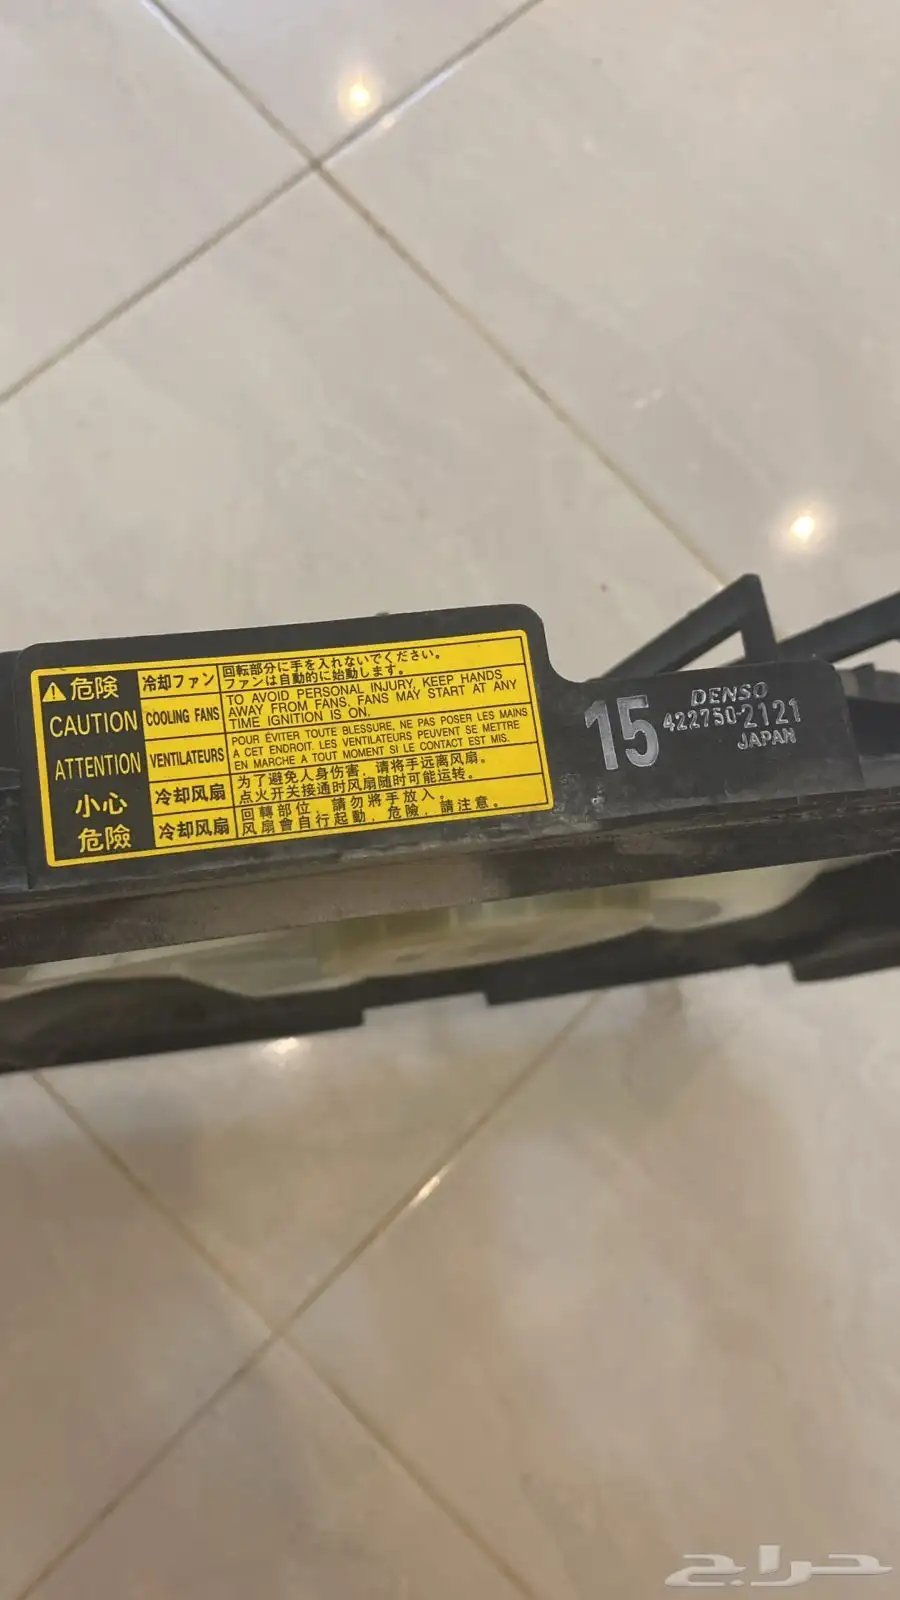 危険
冷却ファン
回転部分に手を入れないでください。
ファンは自動的に始動します。
CAUTION
COOLING FANS
TO AVOID PERSONAL INJURY, KEEP HANDS
AWAY FROM FANS. FANS MAY START AT ANY
TIME IGNITION IS ON.
ATTENTION
VENTILATEURS
POUR ÉVITER TOUTE BLESSURE, NE PAS POSER LES MAINS
A CET ENDROIT. LES VENTILATEURS PEUVENT SE METTRE
EN MARCHE A TOUT MOMENT SI LE CONTACT EST MIS.
小心
冷却风扇
为了避免人身伤害，请将手远离风扇。
点火开关接通时风扇随时可能运转。
危險
冷却风扇
回轉部位，請勿將手放入。
风扇會自行起動，危險，請注意。
15
DENSO
422750-2121
JAPAN
حراج